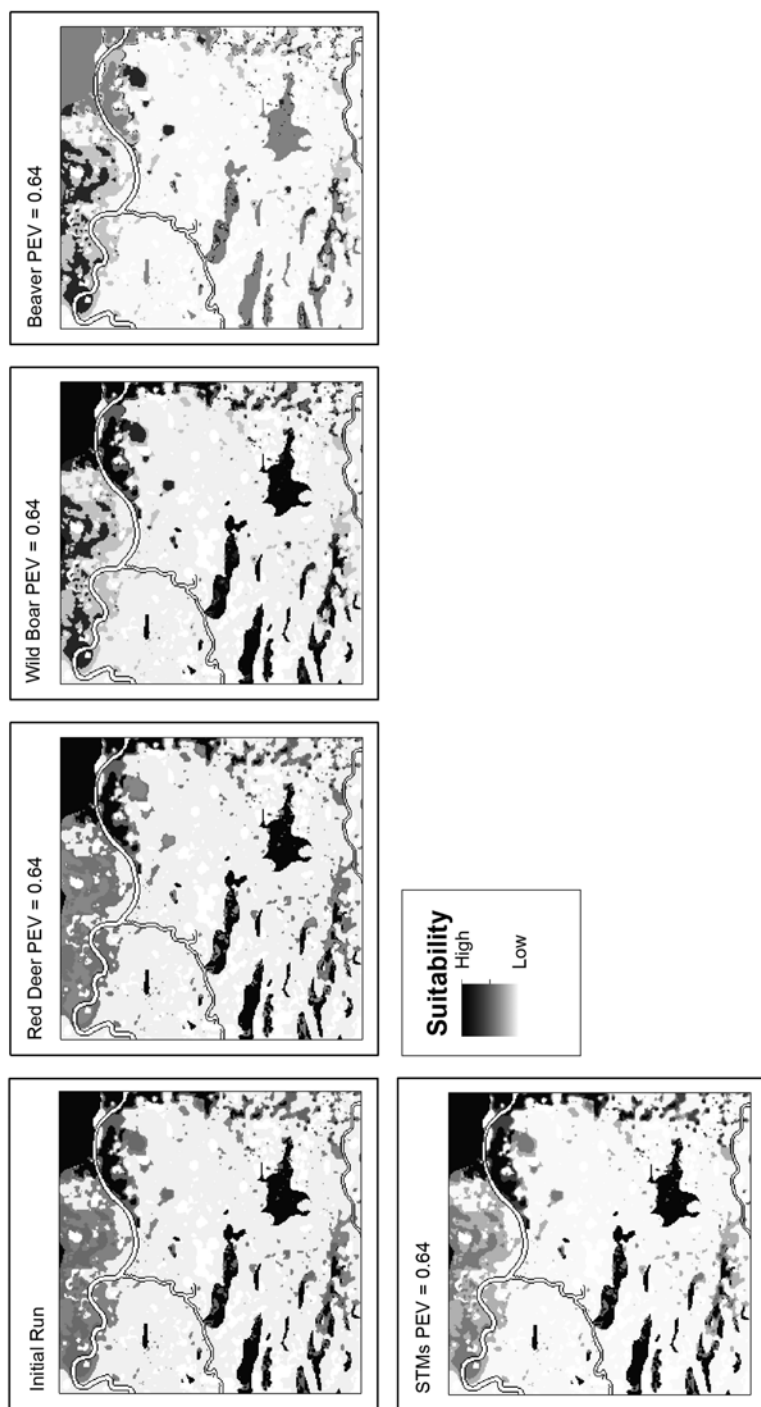 Initial Run
Red Deer PEV = 0.64
Wild Boar PEV = 0.64
Beaver PEV = 0.64
STMs PEV = 0.64
Suitability
High
Low